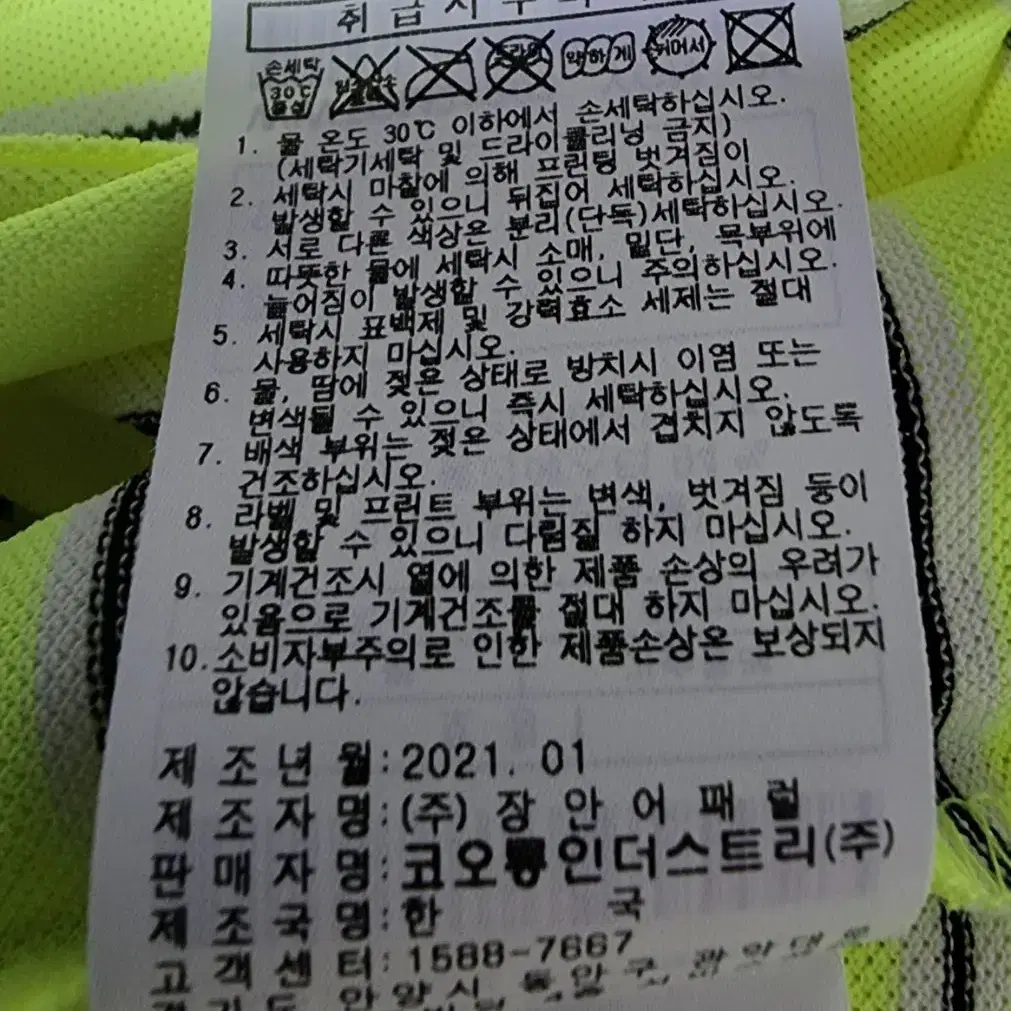 취급시주의
손세탁
30℃
중성
드라이
약하게
1. 물 온도 30℃ 이하에서 손세탁하십시오.
(세탁기세탁 및 드라이클리닝 금지)
2. 세탁시 마찰에 의해 프린팅 벗겨짐이
발생할 수 있으니 뒤집어 세탁하십시오.
3. 서로 다른 색상은 분리(단독)세탁하십시오.
4. 따뜻한 물에 세탁시 소매, 밑단, 목부위에
늘어짐이 발생할 수 있으니 주의하십시오.
5. 세탁시 표백제 및 강력효소 세제는 절대
사용하지 마십시오.
6. 물, 땀에 젖은 상태로 방치시 이염 또는
변색될 수 있으니 즉시 세탁하십시오.
7. 배색 부위는 젖은 상태에서 겹치지 않도록
건조하십시오.
8. 라벨 및 프린트 부위는 변색, 벗겨짐 등이
발생할 수 있으니 다림질 하지 마십시오.
9. 기계건조시 열에 의한 제품 손상의 우려가
있음으로 기계건조를 절대 하지 마십시오.
10. 소비자부주의로 인한 제품손상은 보상되지
않습니다.
제조년월: 2021. 01
제조자명: (주) 장안어패럴
판매자명: 코오롱인더스트리(주)
제조국명: 한국
고객센터: 1588-7667
경기도 안양시 동안구